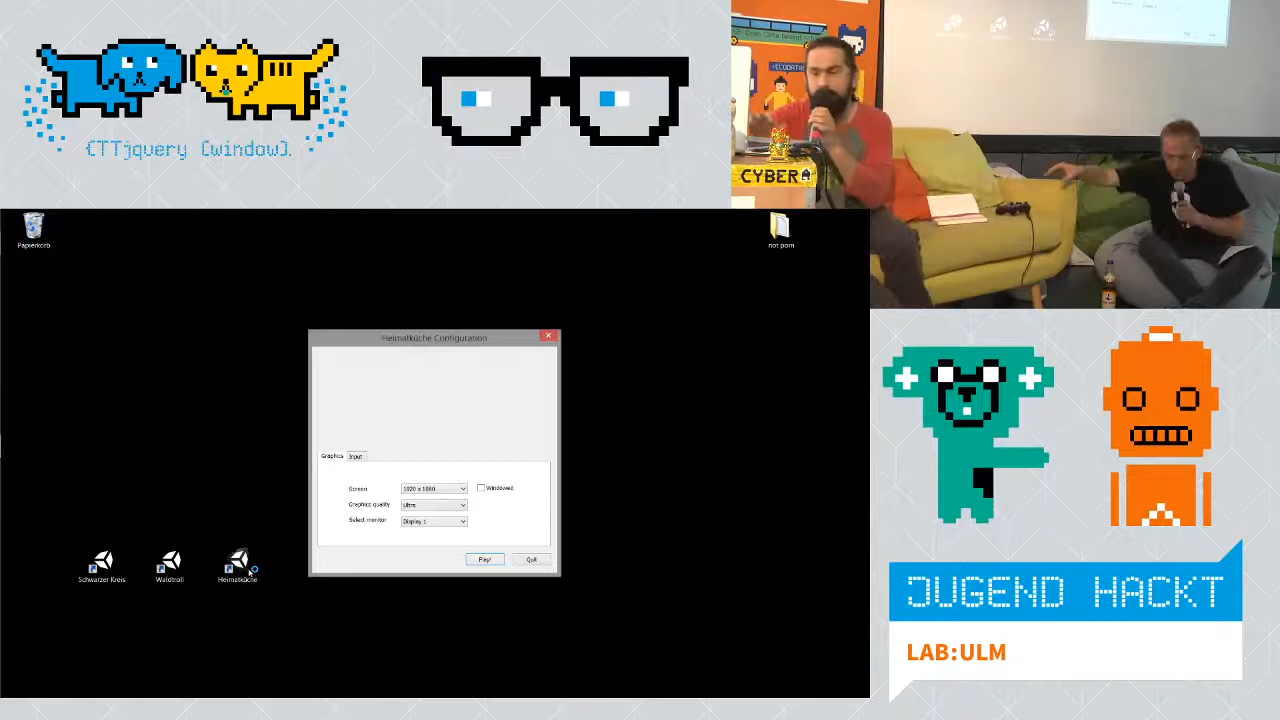 (TTjquery (window).
CYBER
Papierkorb
not porn
Heimatküche Configuration
Graphics
Input
Screen
1920 x 1080
Windowed
Graphics quality
Ultra
Select monitor
Display 1
Play!
Quit
Schwarzer Kreis
Waldtroll
Heimatküche
JUGEND HACKT
LAB:ULM